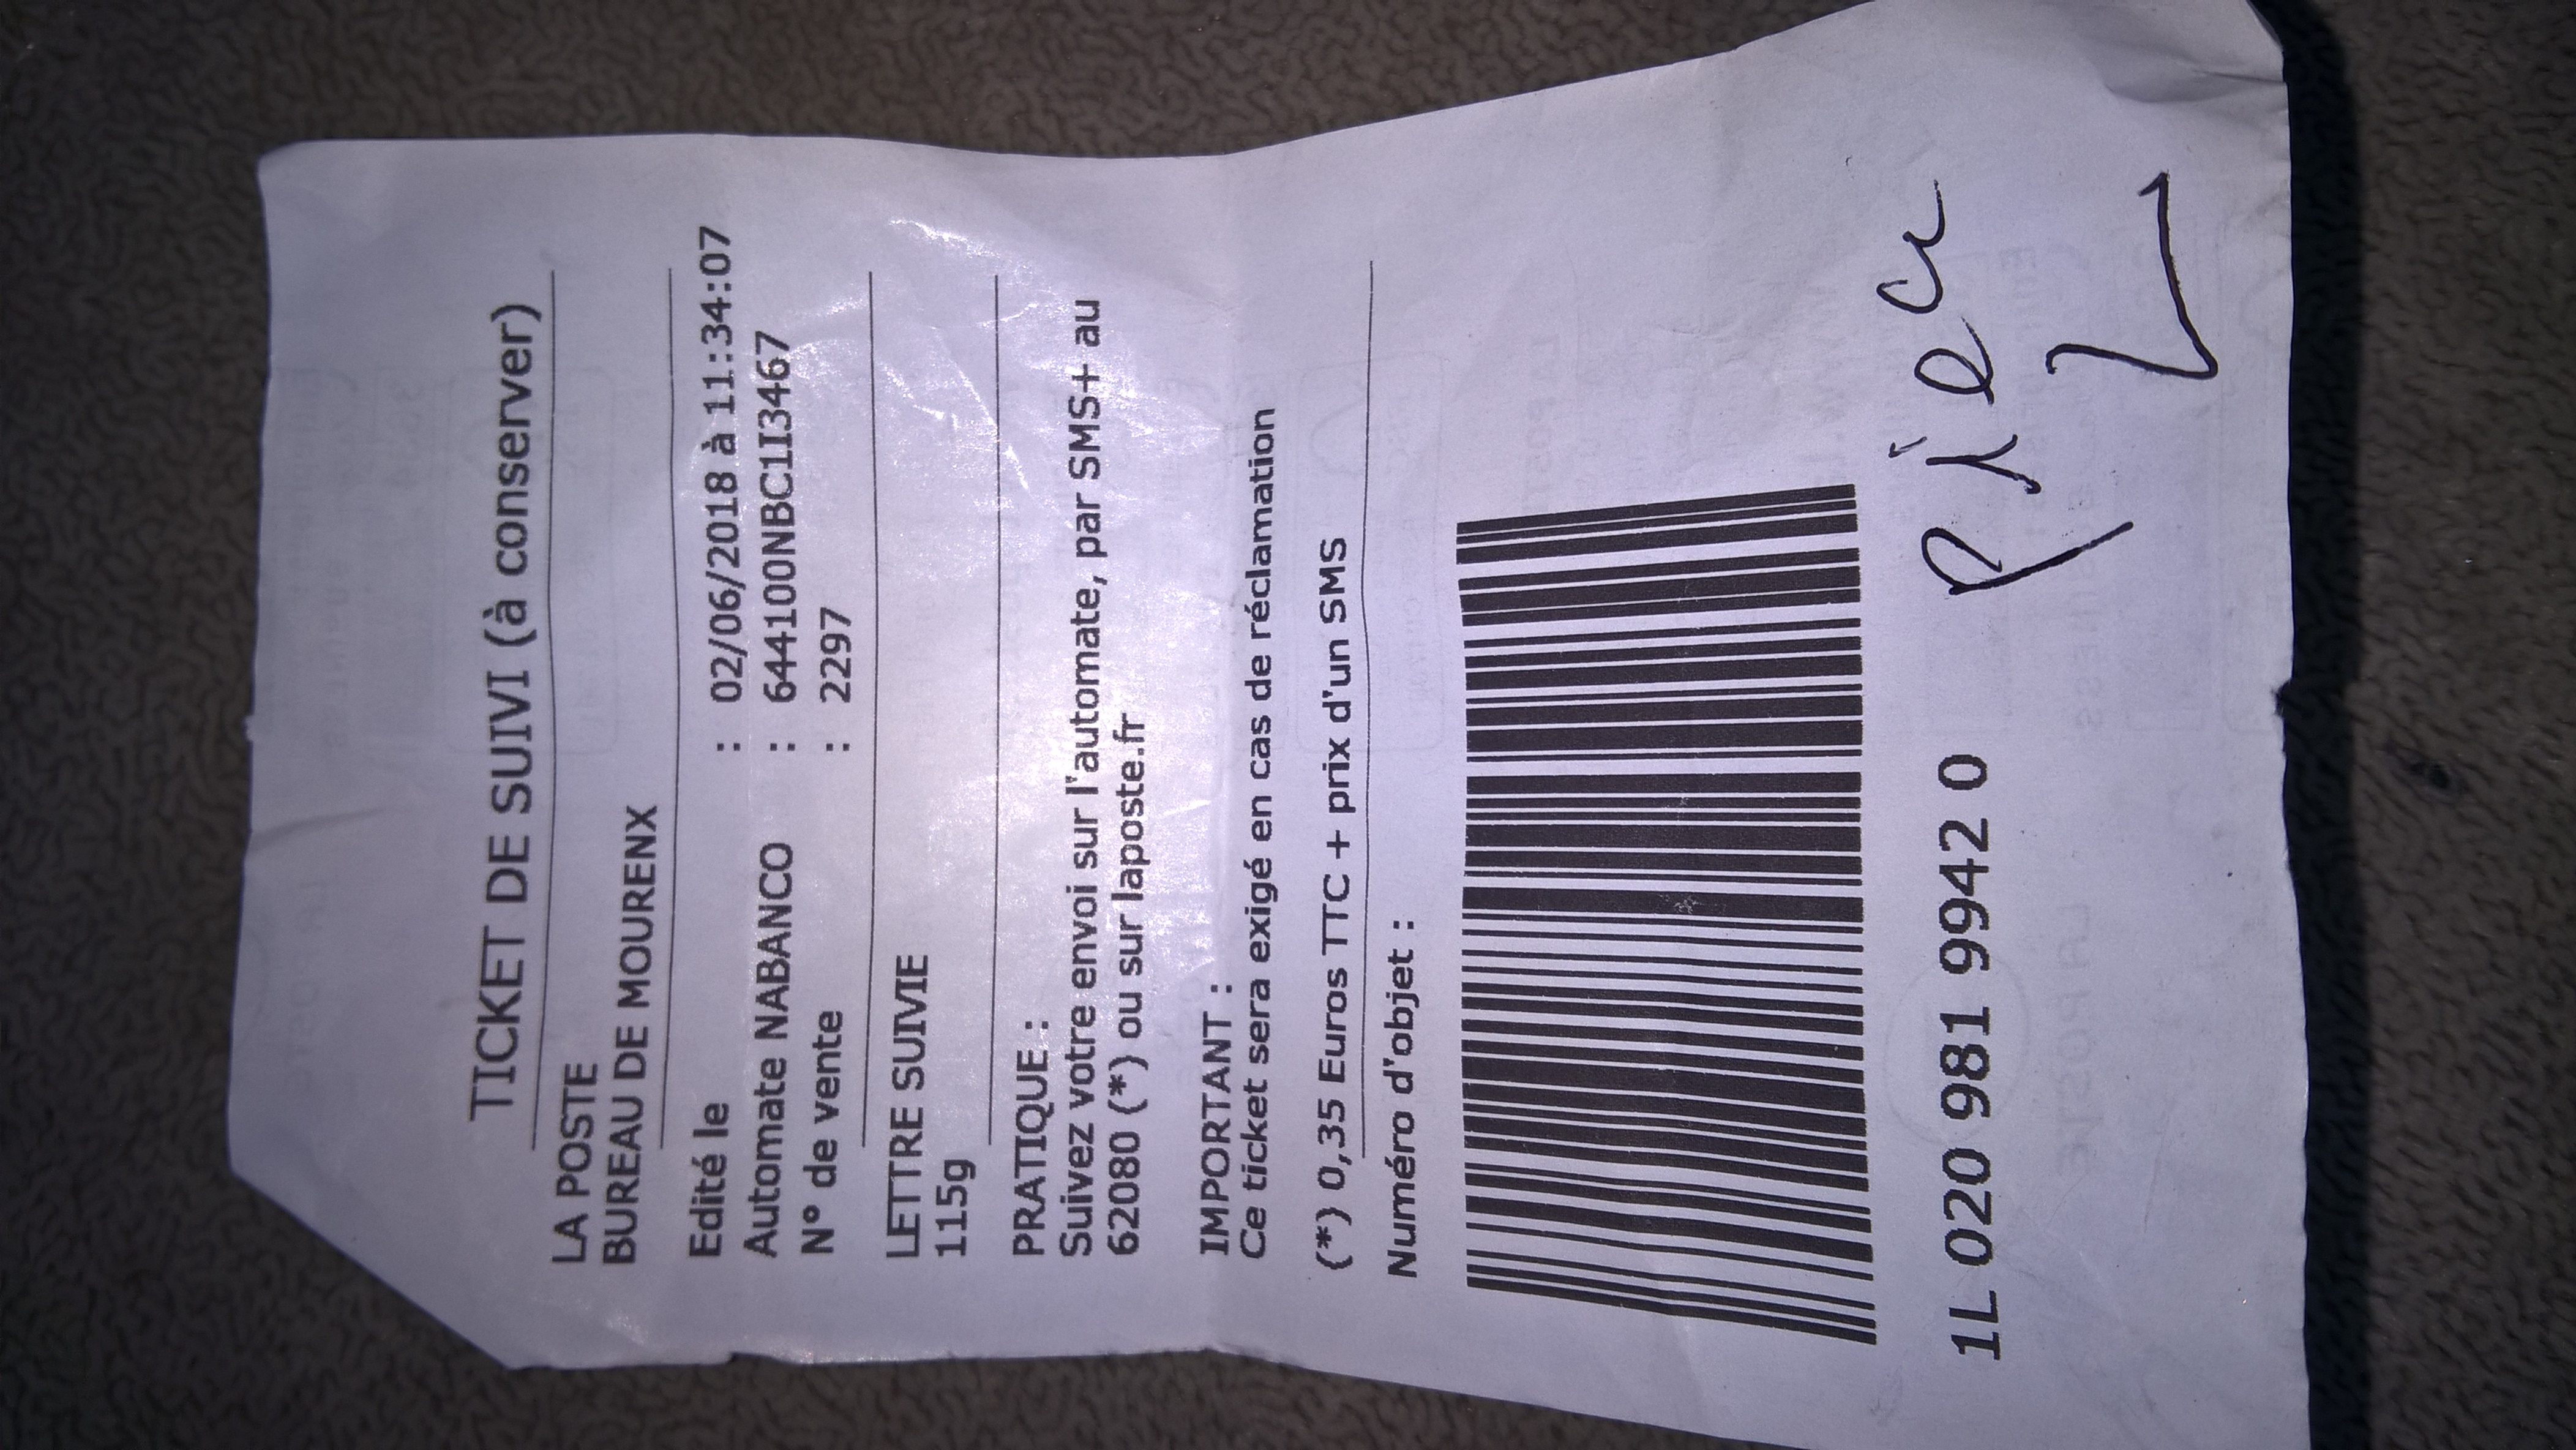 TICKET DE SUIVI (à conserver)
LA POSTE
BUREAU DE MOURENX
Edité le : 02/06/2018 à 11:34:07
Automate NABANCO : 644100NBC1I3467
N° de vente : 2297
LETTRE SUIVIE
115g
PRATIQUE :
Suivez votre envoi sur l'automate, par SMS+ au
62080 (*) ou sur laposte.fr
IMPORTANT :
Ce ticket sera exigé en cas de réclamation
(*) 0,35 Euros TTC + prix d'un SMS
Numéro d'objet :
1L 020 981 9942 0